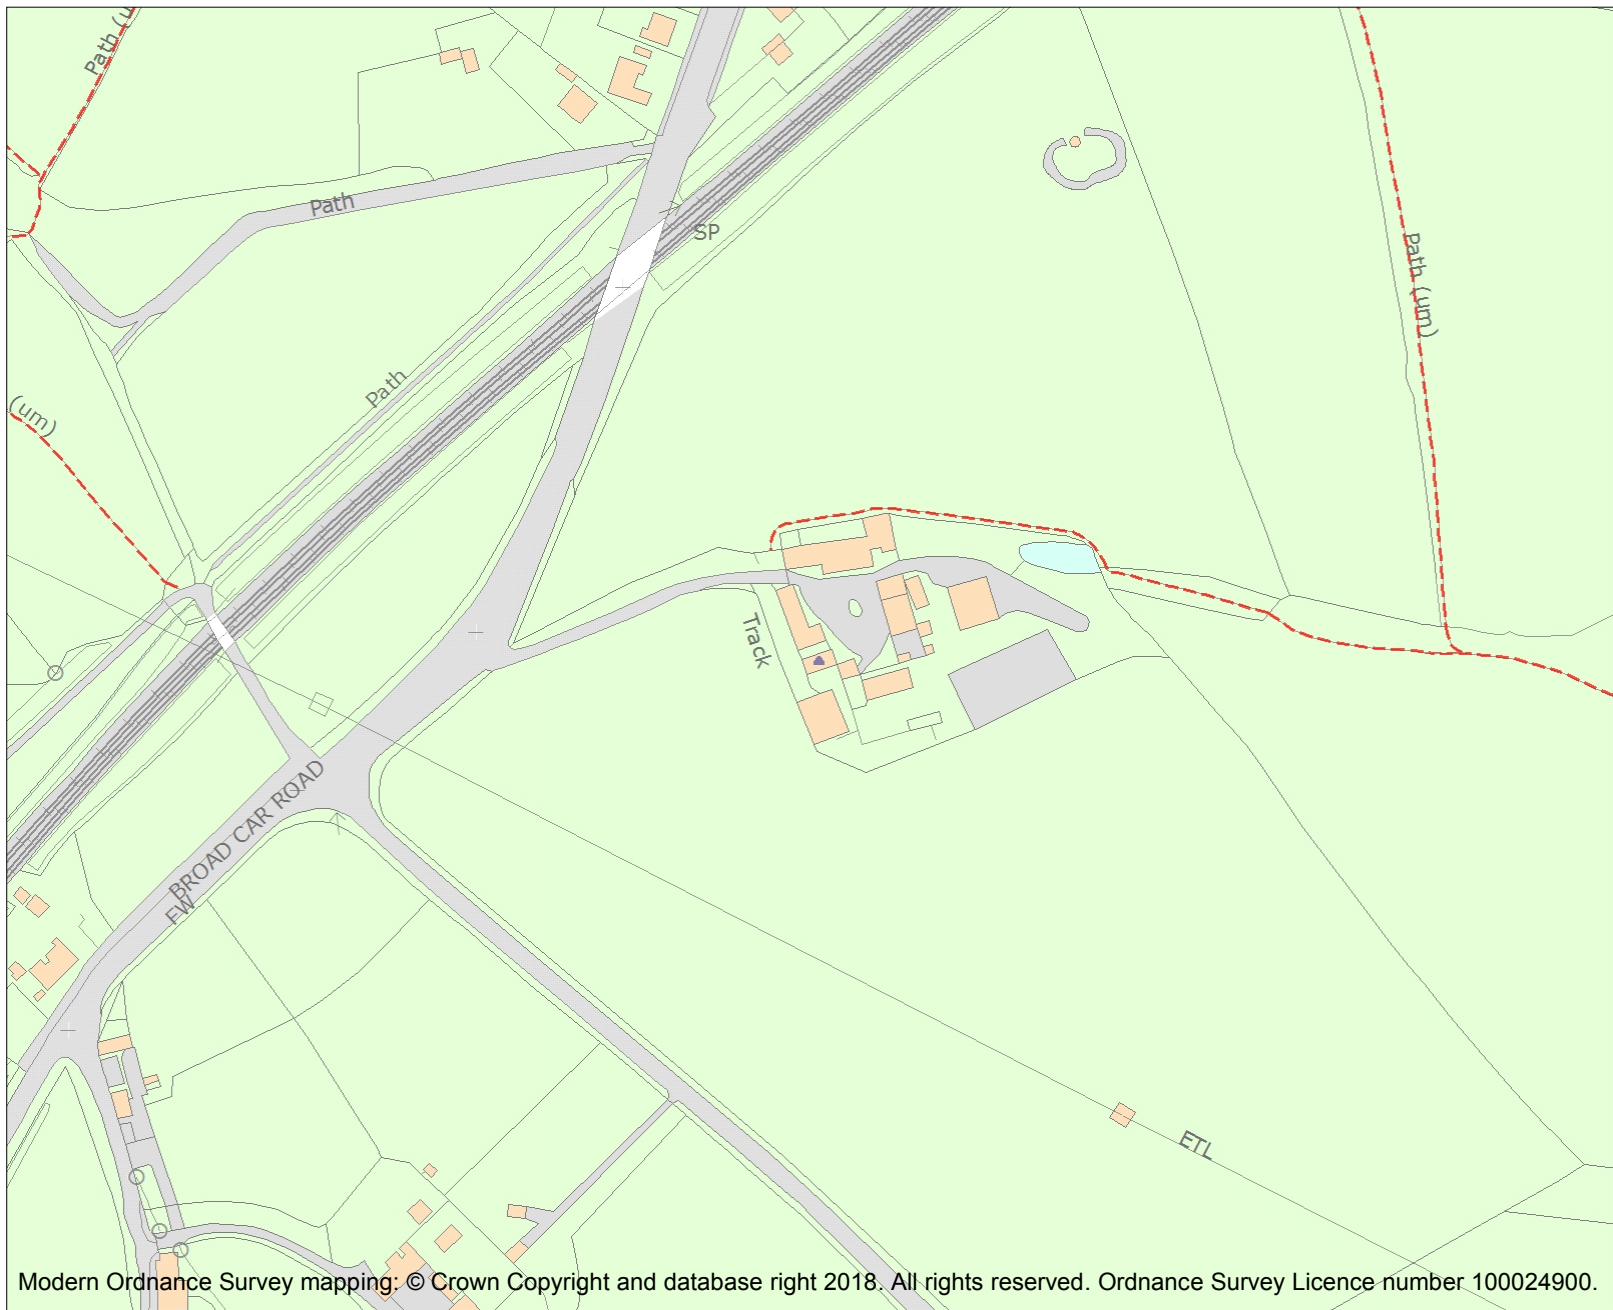 Path (u
Path
SP
Path (um)
Path
(um)
Track
BROAD CAR ROAD
FW
ETL
Modern Ordnance Survey mapping: © Crown Copyright and database right 2018. All rights reserved. Ordnance Survey Licence number 100024900.